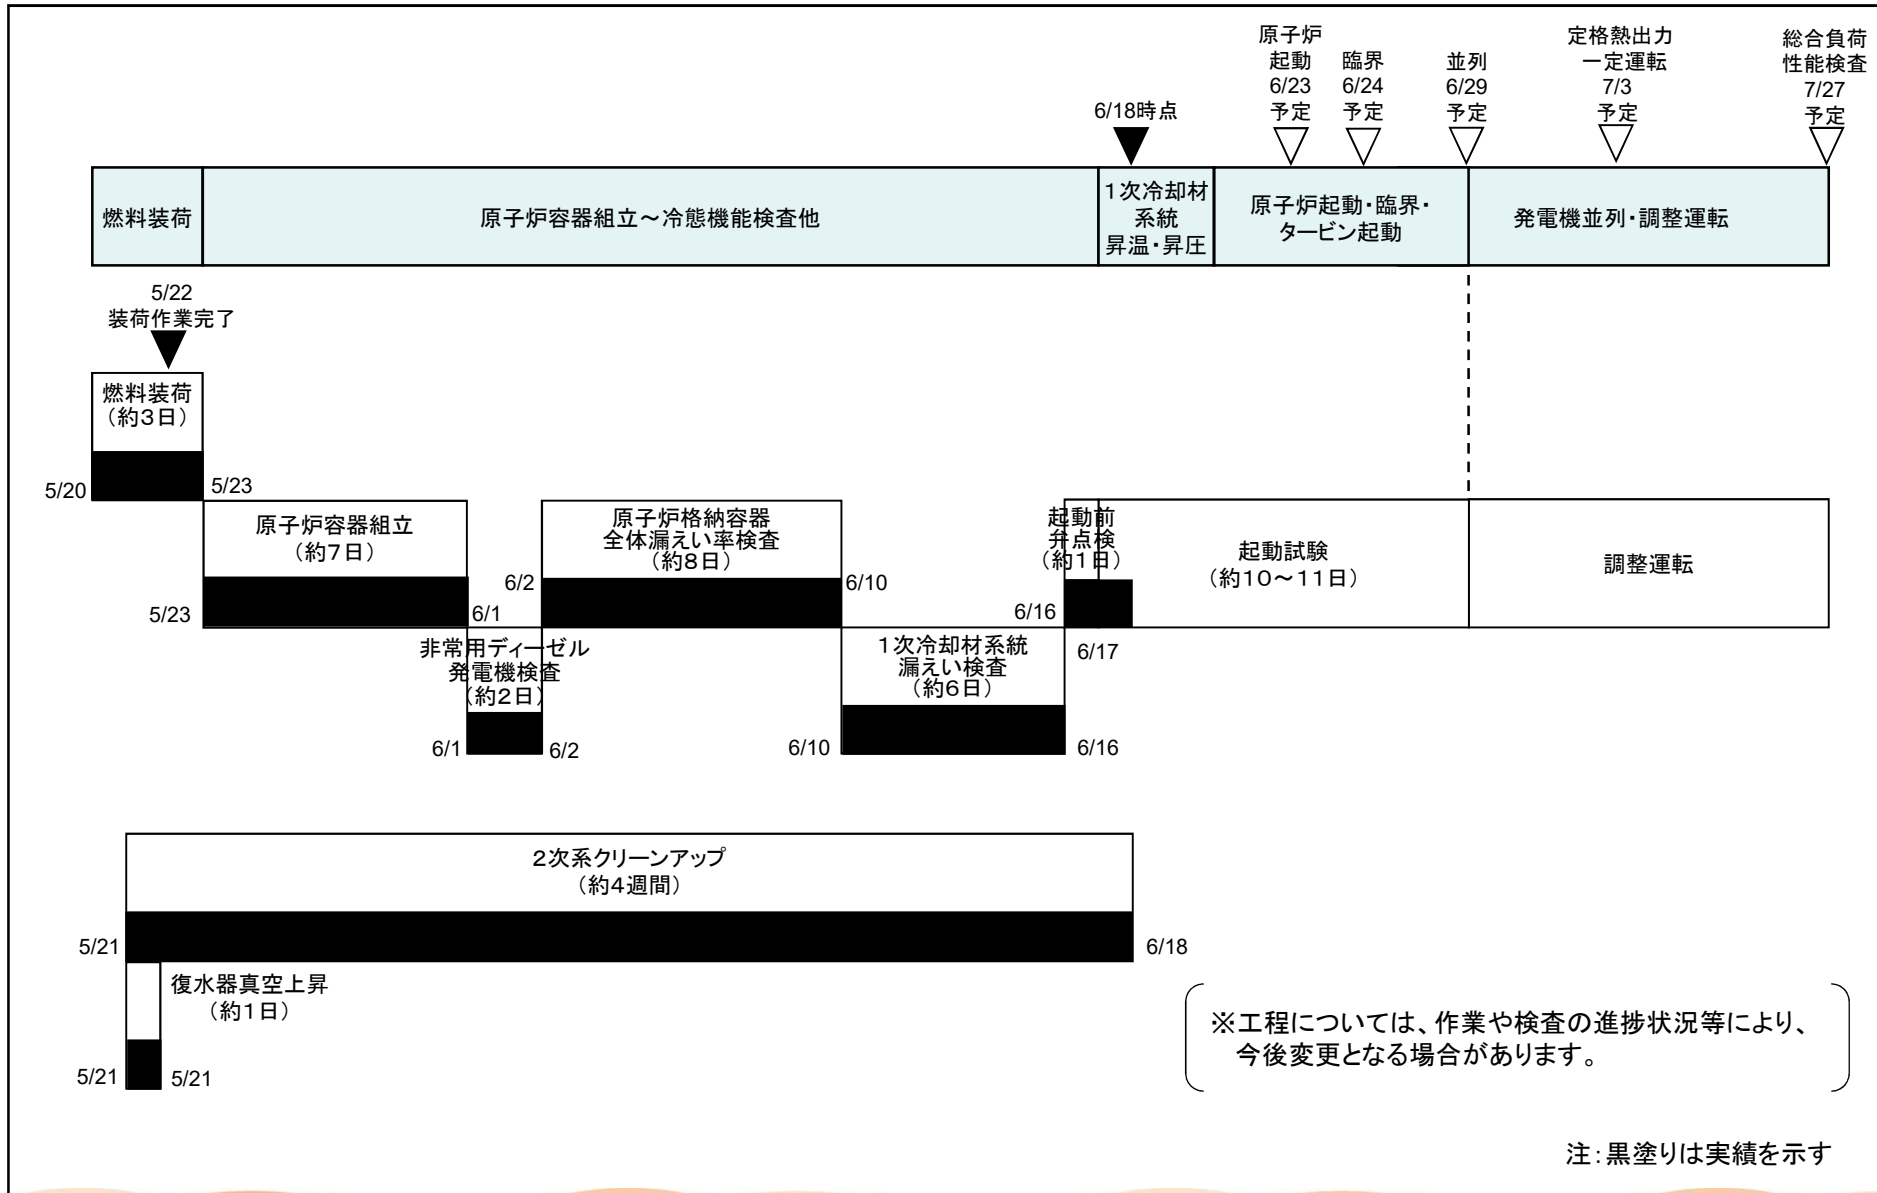 原子炉
起動
6/23
予定
臨界
6/24
予定
並列
6/29
予定
定格熱出力
一定運転
7/3
予定
総合負荷
性能検査
7/27
予定
6/18時点
燃料装荷
原子炉容器組立～冷態機能検査他
1次冷却材
系統
昇温・昇圧
原子炉起動・臨界・
タービン起動
発電機並列・調整運転
5/22
装荷作業完了
燃料装荷
（約3日）
5/20
5/23
原子炉容器組立
（約7日）
5/23
6/1
非常用ディーゼル
発電機検査
（約2日）
6/1
6/2
原子炉格納容器
全体漏えい率検査
（約8日）
6/2
6/10
1次冷却材系統
漏えい検査
（約6日）
6/10
6/16
起動前
弁点検
（約1日）
6/16
6/17
起動試験
（約10～11日）
調整運転
2次系クリーンアップ
（約4週間）
5/21
6/18
復水器真空上昇
（約1日）
5/21
5/21
※工程については、作業や検査の進捗状況等により、
今後変更となる場合があります。
注：黒塗りは実績を示す